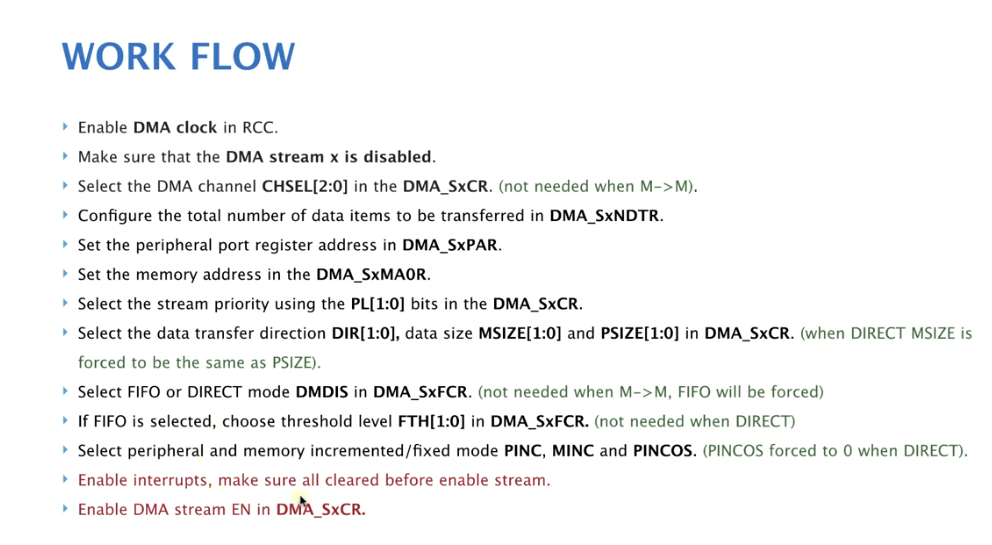 WORK FLOW
Enable DMA clock in RCC.
Make sure that the DMA stream x is disabled.
Select the DMA channel CHSEL[2:0] in the DMA_SxCR. (not needed when M->M).
Configure the total number of data items to be transferred in DMA_SxNDTR.
Set the peripheral port register address in DMA_SxPAR.
Set the memory address in the DMA_SxMA0R.
Select the stream priority using the PL[1:0] bits in the DMA_SxCR.
Select the data transfer direction DIR[1:0], data size MSIZE[1:0] and PSIZE[1:0] in DMA_SxCR. (when DIRECT MSIZE is
forced to be the same as PSIZE).
Select FIFO or DIRECT mode DMDIS in DMA_SxFCR. (not needed when M->M, FIFO will be forced)
If FIFO is selected, choose threshold level FTH[1:0] in DMA_SxFCR. (not needed when DIRECT)
Select peripheral and memory incremented/fixed mode PINC, MINC and PINCOS. (PINCOS forced to 0 when DIRECT).
Enable interrupts, make sure all cleared before enable stream.
Enable DMA stream EN in DMA_SxCR.